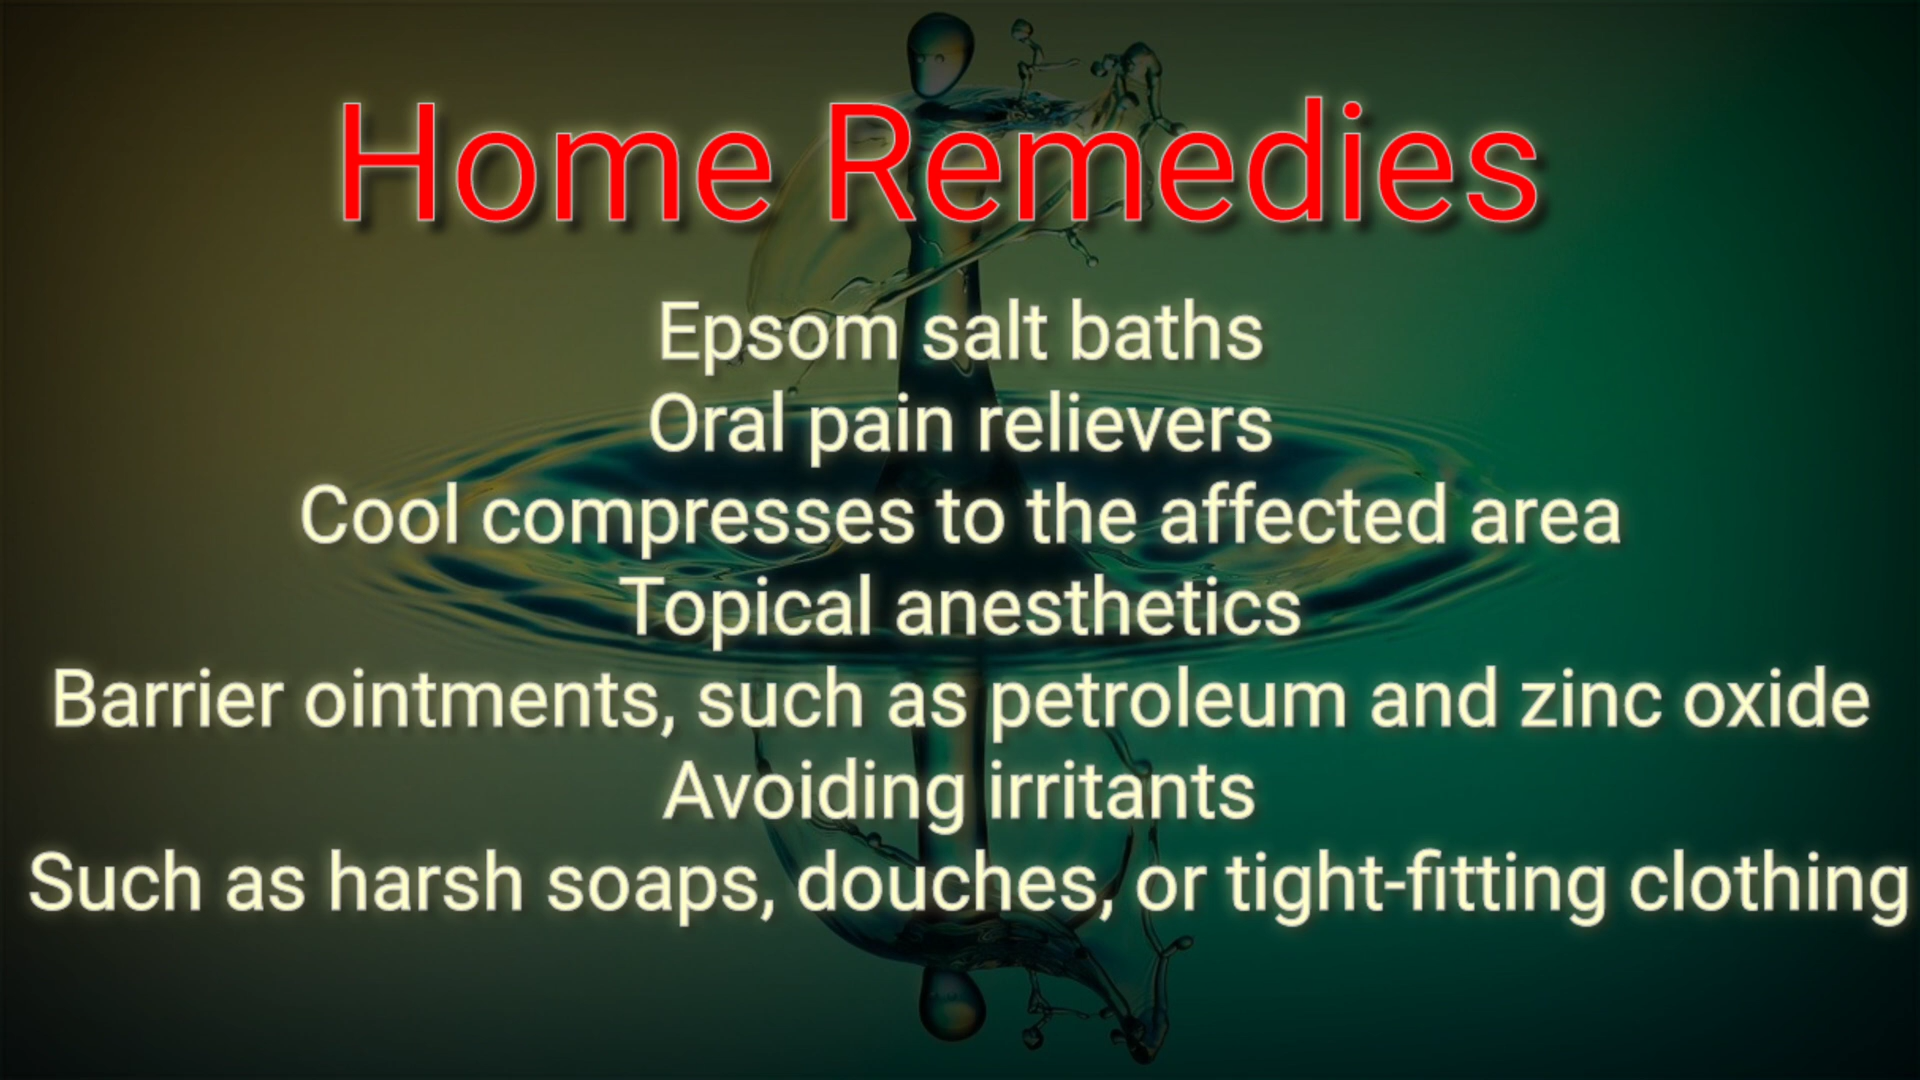 Home Remedies
Epsom salt baths
Oral pain relievers
Cool compresses to the affected area
Topical anesthetics
Barrier ointments, such as petroleum and zinc oxide
Avoiding irritants
Such as harsh soaps, douches, or tight-fitting clothing